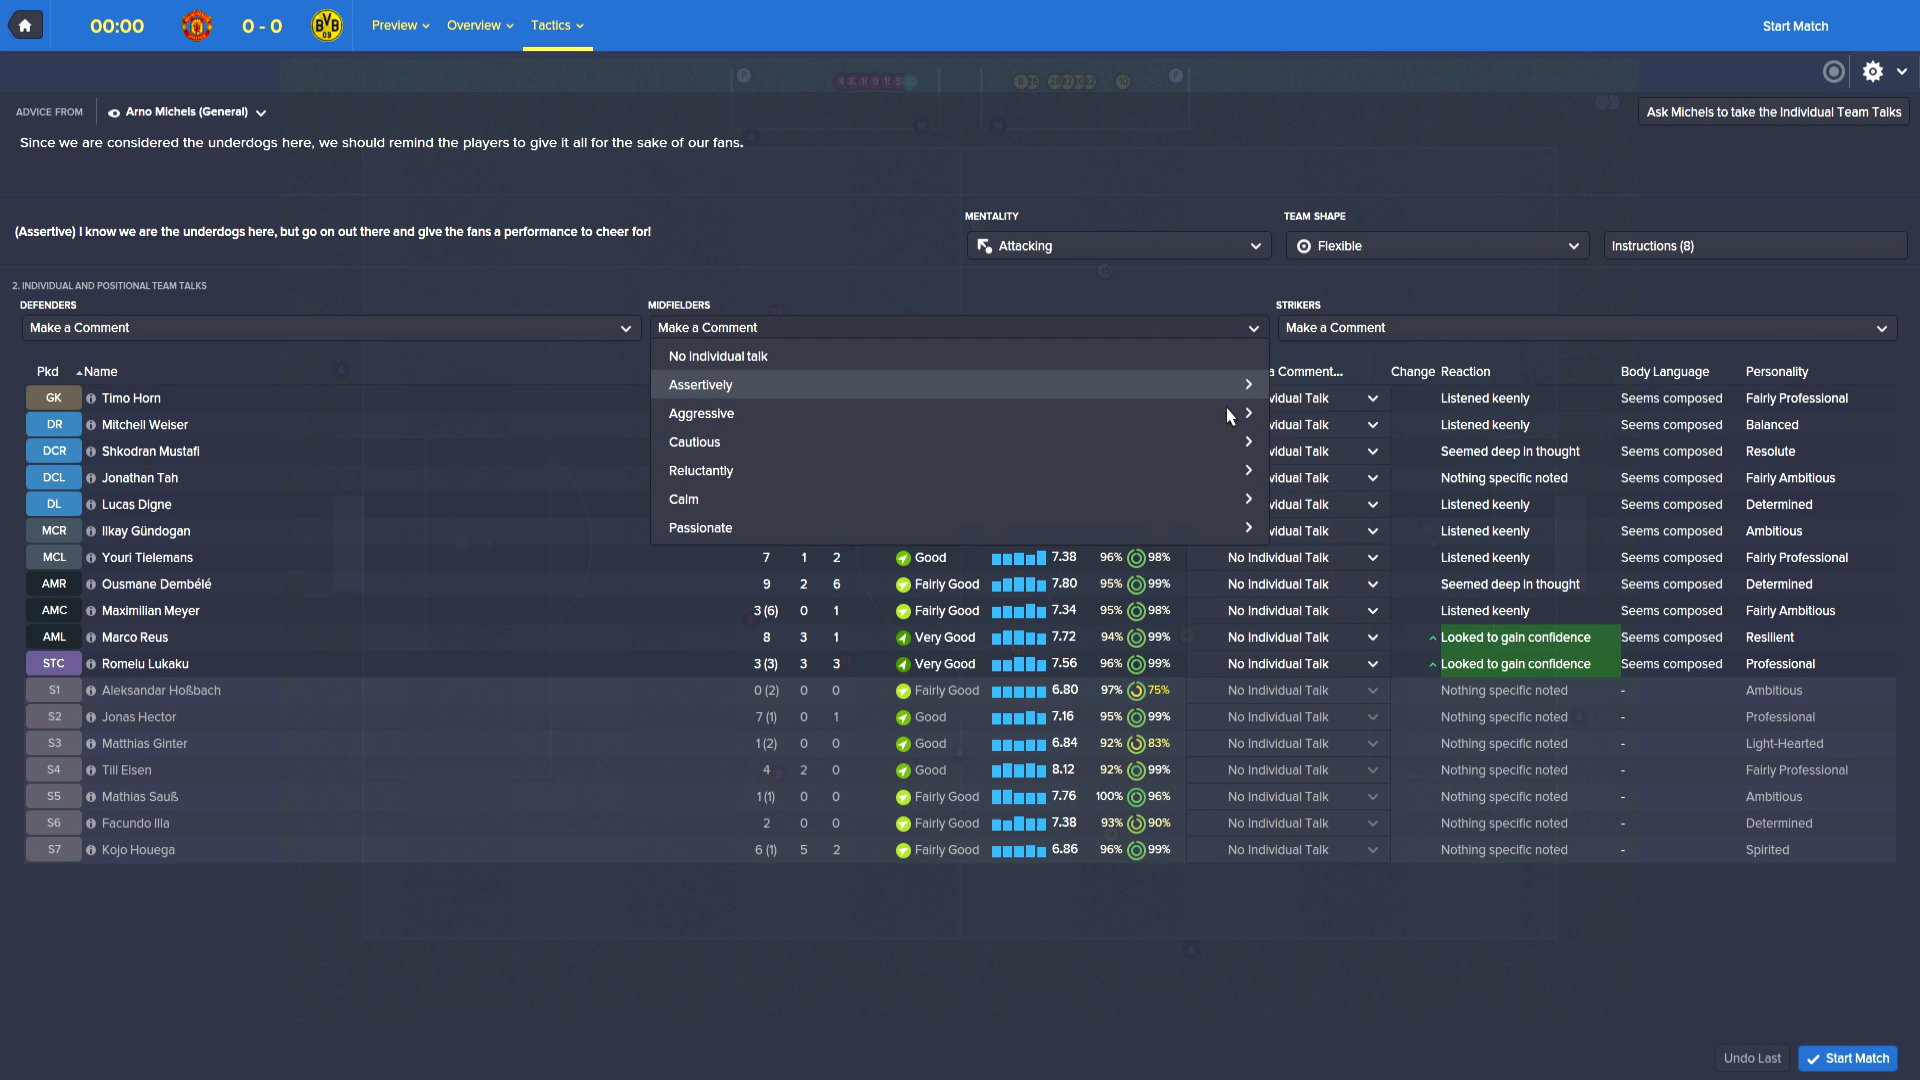 00:00 0 - 0 Preview Overview Tactics Start Match
ADVICE FROM Arno Michels (General) Ask Michels to take the Individual Team Talks
Since we are considered the underdogs here, we should remind the players to give it all for the sake of our fans.
MENTALITY TEAM SHAPE
(Assertive) I know we are the underdogs here, but go on out there and give the fans a performance to cheer for!
Attacking Flexible Instructions (8)
2. INDIVIDUAL AND POSITIONAL TEAM TALKS
DEFENDERS MIDFIELDERS STRIKERS
Make a Comment Make a Comment Make a Comment
No individual talk
Assertively
Aggressive
Cautious
Reluctantly
Calm
Passionate
Pkd Name a Comment... Change Reaction Body Language Personality
GK Timo Horn vidual Talk Listened keenly Seems composed Fairly Professional
DR Mitchell Weiser vidual Talk Listened keenly Seems composed Balanced
DCR Shkodran Mustafi vidual Talk Seemed deep in thought Seems composed Resolute
DCL Jonathan Tah vidual Talk Nothing specific noted Seems composed Fairly Ambitious
DL Lucas Digne vidual Talk Listened keenly Seems composed Determined
MCR Ilkay Gündogan vidual Talk Listened keenly Seems composed Ambitious
MCL Youri Tielemans 7 1 2 Good 7.38 96% 98% No Individual Talk Listened keenly Seems composed Fairly Professional
AMR Ousmane Dembélé 9 2 6 Fairly Good 7.80 95% 99% No Individual Talk Seemed deep in thought Seems composed Determined
AMC Maximilian Meyer 3 (6) 0 1 Fairly Good 7.34 95% 98% No Individual Talk Listened keenly Seems composed Fairly Ambitious
AML Marco Reus 8 3 1 Very Good 7.72 94% 99% No Individual Talk Looked to gain confidence Seems composed Resilient
STC Romelu Lukaku 3 (3) 3 3 Very Good 7.56 96% 99% No Individual Talk Looked to gain confidence Seems composed Professional
S1 Aleksandar Hoßbach 0 (2) 0 0 Fairly Good 6.80 97% 75% No Individual Talk Nothing specific noted - Ambitious
S2 Jonas Hector 7 (1) 0 1 Good 7.16 95% 99% No Individual Talk Nothing specific noted - Professional
S3 Matthias Ginter 1 (2) 0 0 Good 6.84 92% 83% No Individual Talk Nothing specific noted - Light-Hearted
S4 Till Eisen 4 2 0 Good 8.12 92% 99% No Individual Talk Nothing specific noted - Fairly Professional
S5 Mathias Sauß 1 (1) 0 0 Fairly Good 7.76 100% 96% No Individual Talk Nothing specific noted - Ambitious
S6 Facundo Illa 2 0 0 Fairly Good 7.38 93% 90% No Individual Talk Nothing specific noted - Determined
S7 Kojo Houega 6 (1) 5 2 Fairly Good 6.86 96% 99% No Individual Talk Nothing specific noted - Spirited
Undo Last Start Match